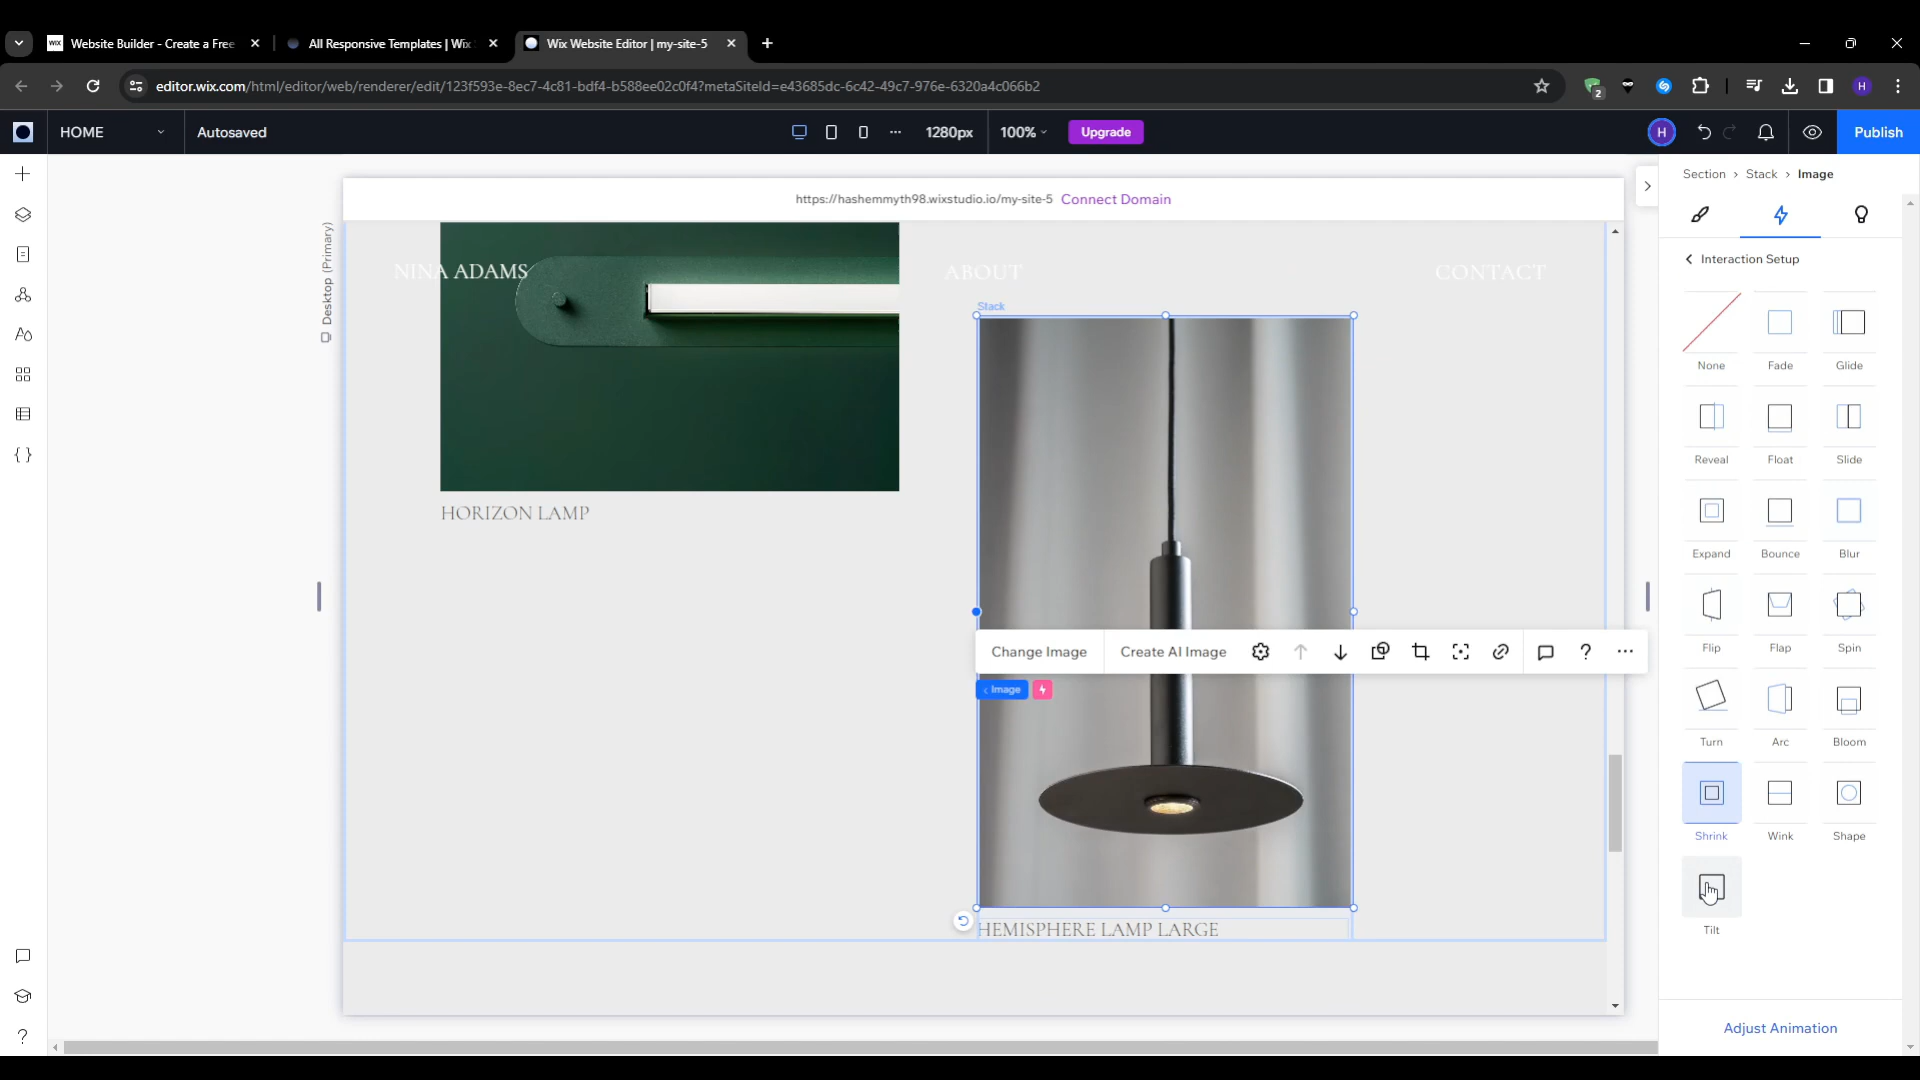 WIX Website Builder - Create a Free
All Responsive Templates | Wix
Wix Website Editor | my-site-5
editor.wix.com/html/editor/web/renderer/edit/123f593e-8ec7-4c81-bdf4-b588ee02c0f4?metaSiteId=e43685dc-6c42-49c7-976e-6320a4c066b2
2
H
HOME
Autosaved
1280px
100%
Upgrade
H
Publish
https://hashemmyth98.wixstudio.io/my-site-5 Connect Domain
Section > Stack > Image
Desktop (Primary)
NINA ADAMS
ABOUT
CONTACT
Stack
HORIZON LAMP
Change Image
Create AI Image
?
Image
HEMISPHERE LAMP LARGE
Interaction Setup
None
Fade
Glide
Reveal
Float
Slide
Expand
Bounce
Blur
Flip
Flap
Spin
Turn
Arc
Bloom
Shrink
Wink
Shape
Tilt
Adjust Animation
?